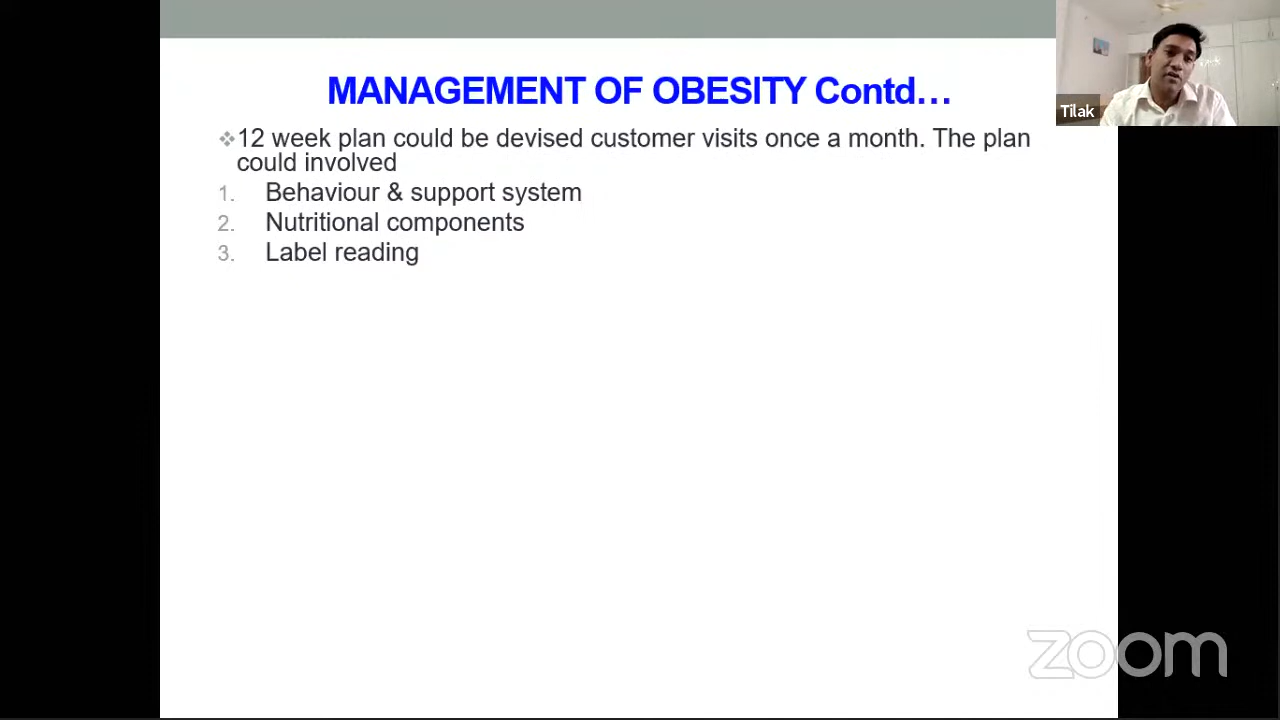 MANAGEMENT OF OBESITY Contd...
❖12 week plan could be devised customer visits once a month. The plan
could involved
1. Behaviour & support system
2. Nutritional components
3. Label reading
Tilak
zoom